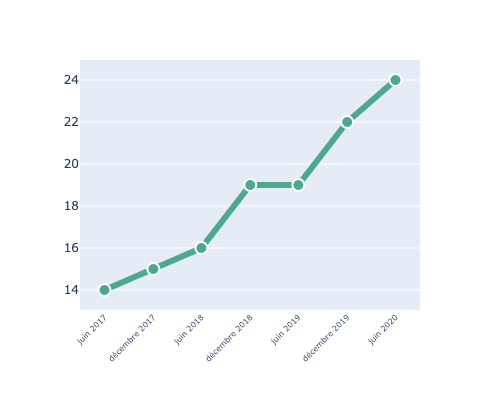 24
22
20
18
16
14
juin 2017
décembre 2017
juin 2018
décembre 2018
juin 2019
décembre 2019
juin 2020